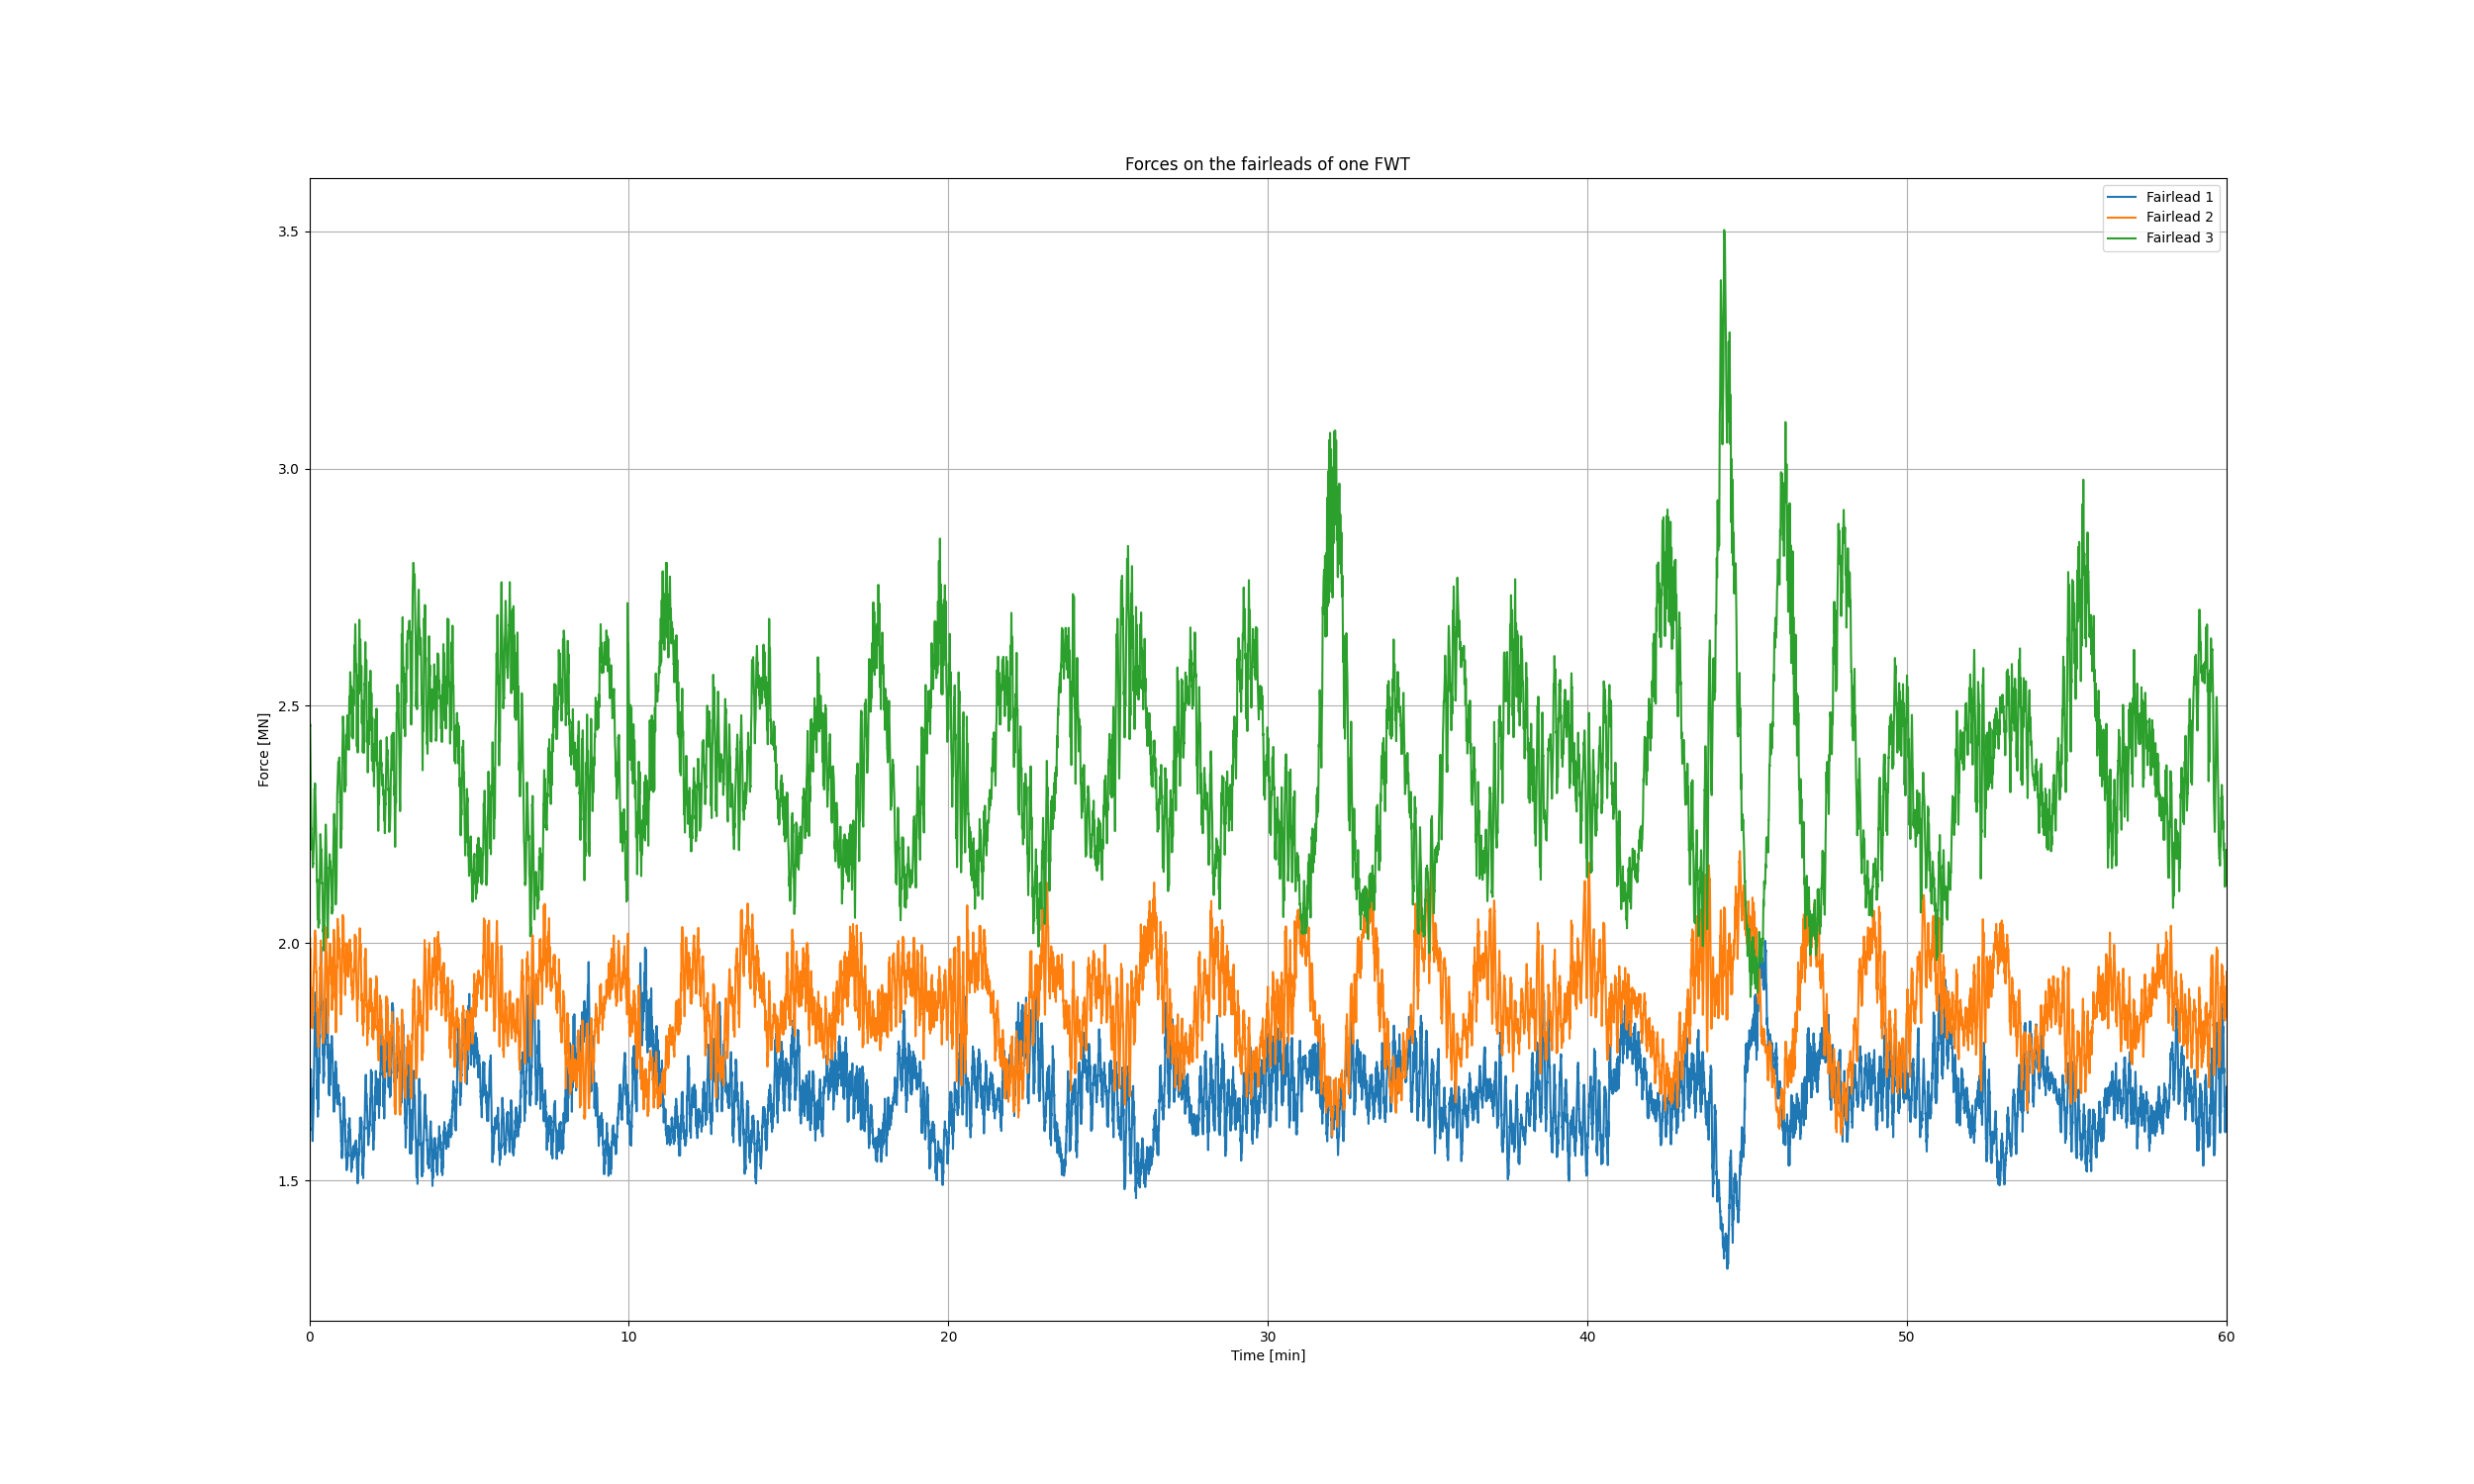 Forces on the fairleads of one FWT
Fairlead 1
Fairlead 2
Fairlead 3
Force [MN]
3.5
3.0
2.5
2.0
1.5
0
10
20
30
40
50
60
Time [min]